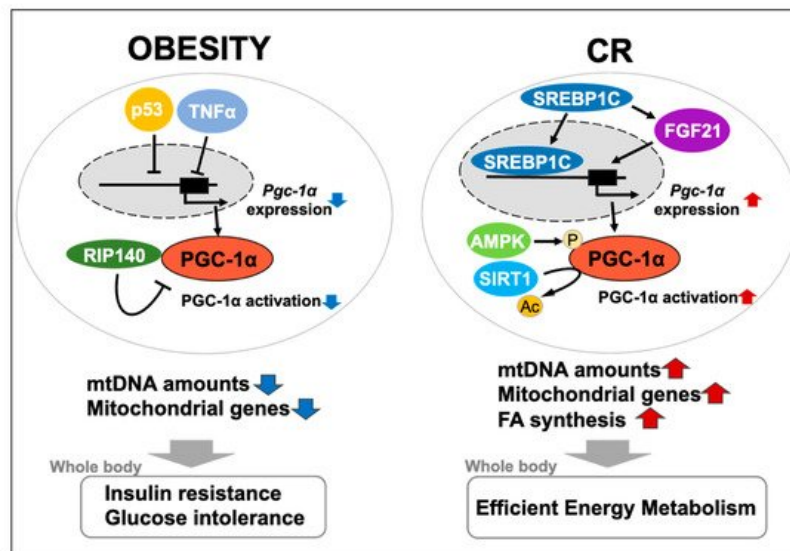 OBESITY
p53
TNFα
Pgc-1α
expression
RIP140
PGC-1α
PGC-1α activation
mtDNA amounts
Mitochondrial genes
Whole body
Insulin resistance
Glucose intolerance
CR
SREBP1C
FGF21
SREBP1C
Pgc-1α
expression
AMPK
P
PGC-1α
SIRT1
PGC-1α activation
Ac
mtDNA amounts
Mitochondrial genes
FA synthesis
Whole body
Efficient Energy Metabolism